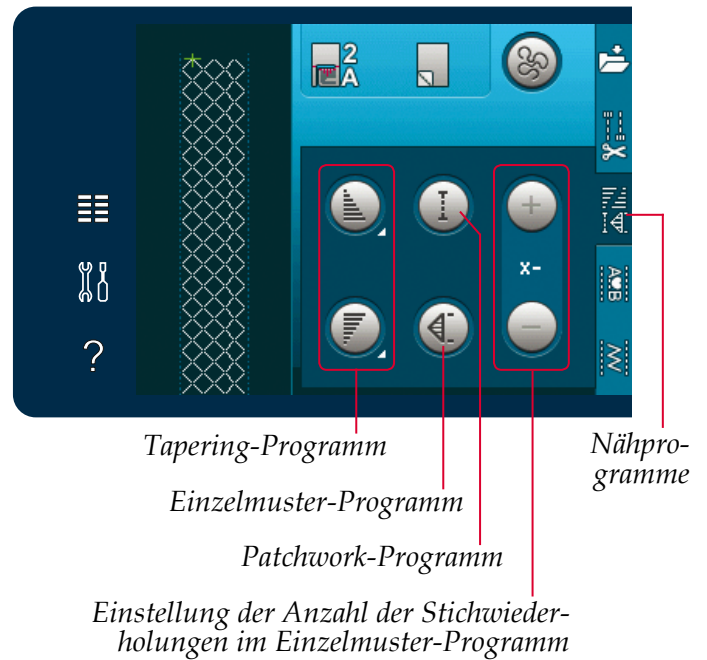 2
A
x-
A♥B
?
Tapering-Programm
Einzelmuster-Programm
Patchwork-Programm
Einstellung der Anzahl der Stichwieder-
holungen im Einzelmuster-Programm
Nähpro-
gramme